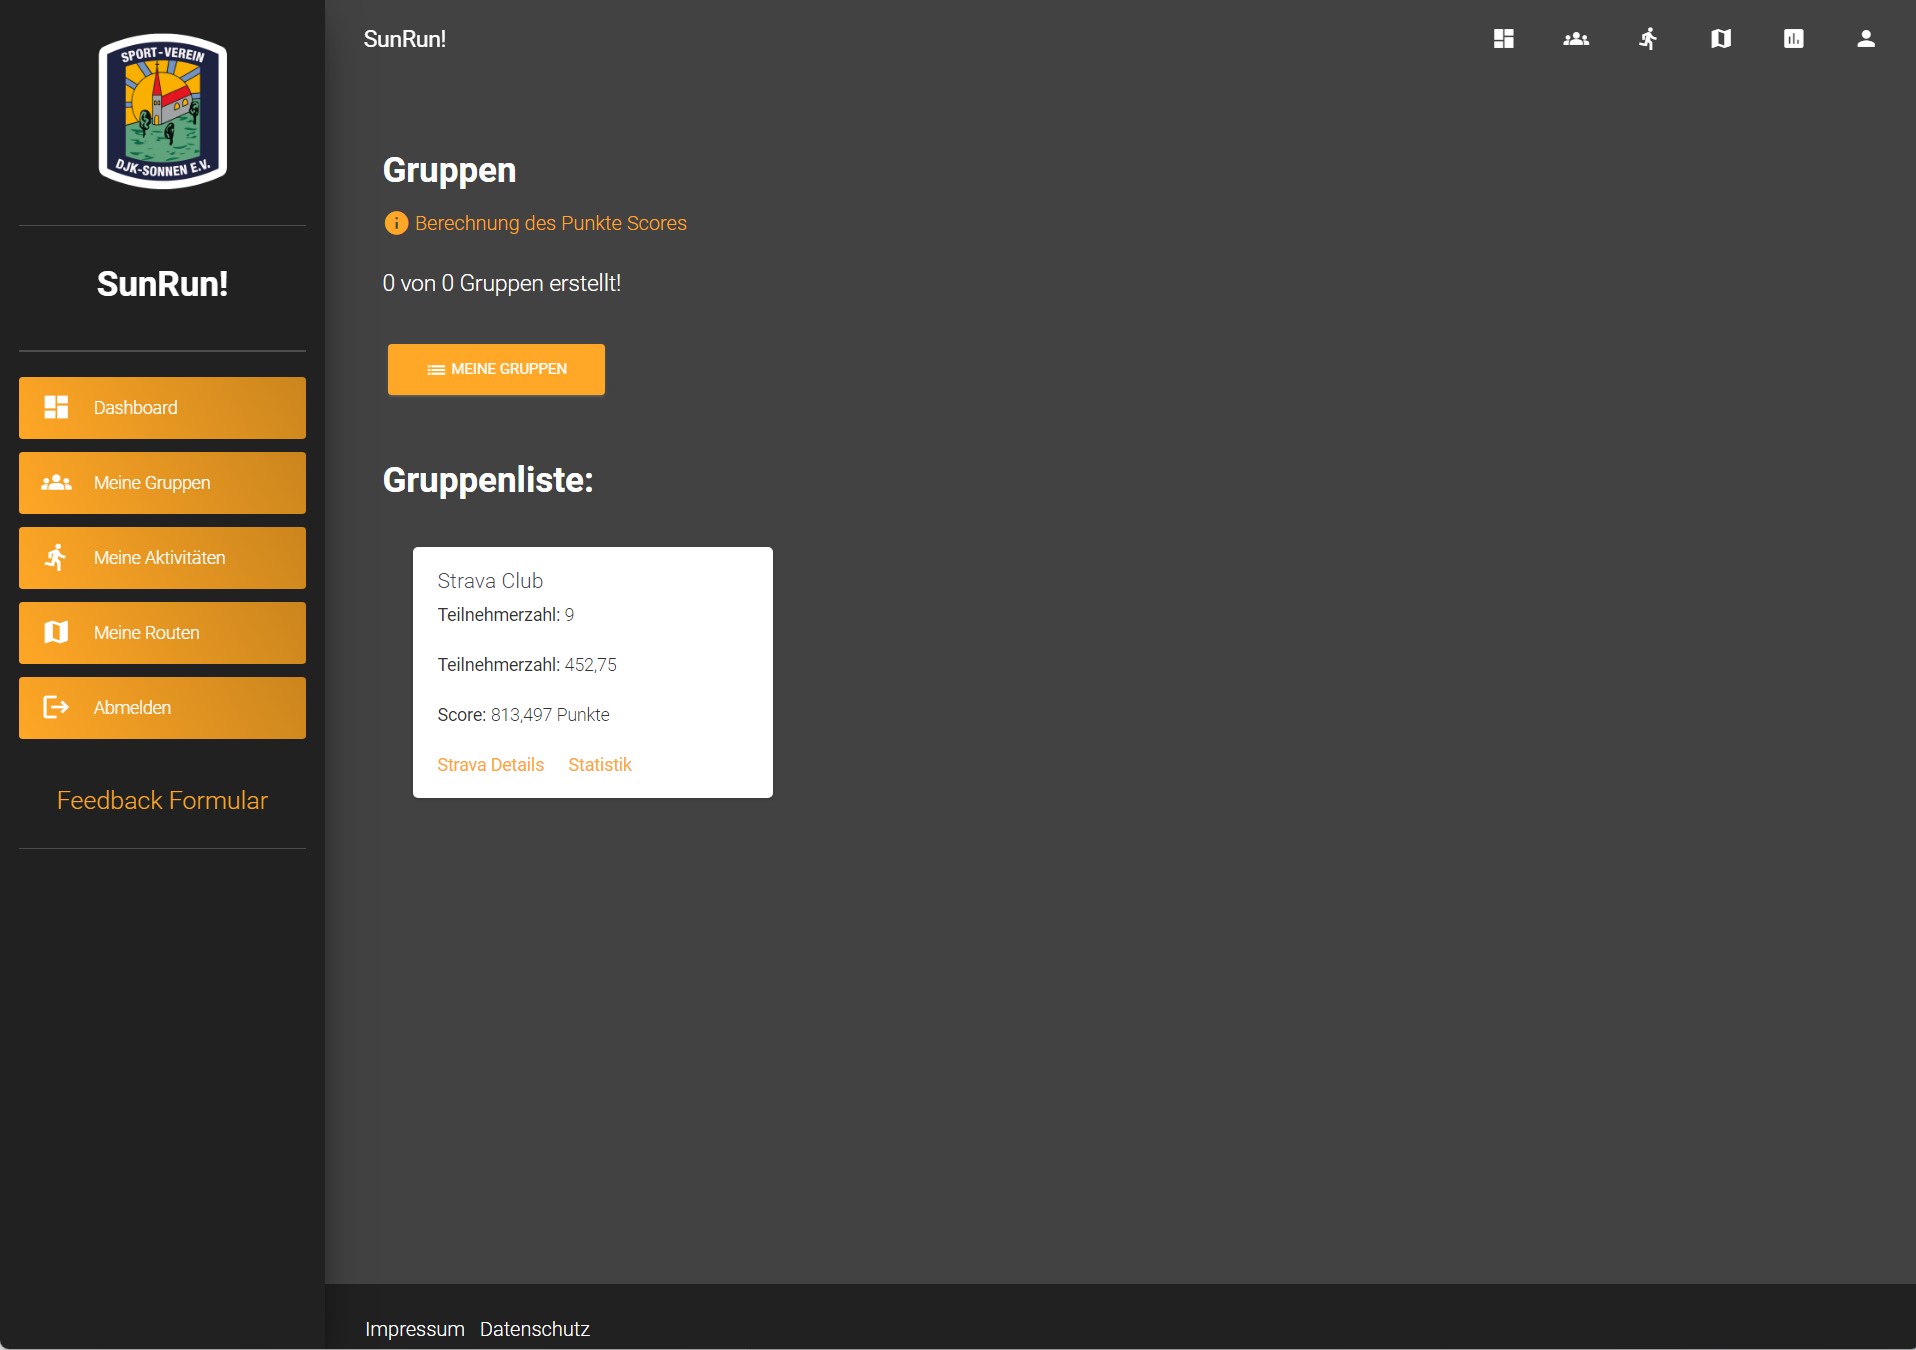 SPORT-VEREIN
DJK-SONNEN E.V.
SunRun!
Dashboard
Meine Gruppen
Meine Aktivitäten
Meine Routen
Abmelden
Feedback Formular
SunRun!
Gruppen
Berechnung des Punkte Scores
0 von 0 Gruppen erstellt!
MEINE GRUPPEN
Gruppenliste:
Strava Club
Teilnehmerzahl: 9
Teilnehmerzahl: 452,75
Score: 813,497 Punkte
Strava Details Statistik
Impressum Datenschutz